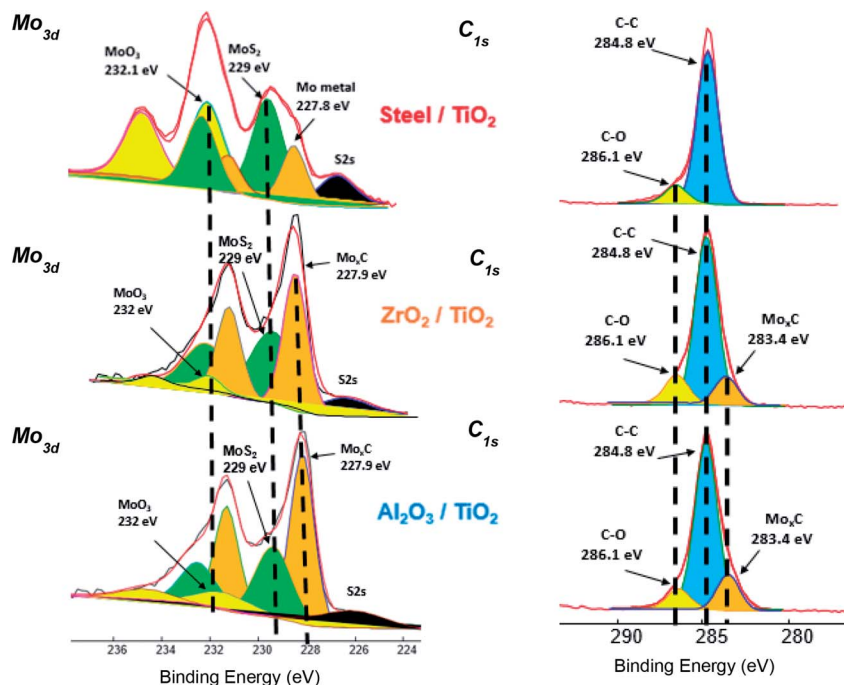 Mo3d
MoO3
232.1 eV
MoS2
229 eV
Mo metal
227.8 eV
S2s
Steel / TiO2
C1s
C-C
284.8 eV
C-O
286.1 eV
Mo3d
MoO3
232 eV
MoS2
229 eV
MoxC
227.9 eV
S2s
ZrO2 / TiO2
C1s
C-C
284.8 eV
C-O
286.1 eV
MoxC
283.4 eV
Mo3d
MoO3
232 eV
MoS2
229 eV
MoxC
227.9 eV
S2s
Al2O3 / TiO2
C1s
C-C
284.8 eV
C-O
286.1 eV
MoxC
283.4 eV
236 234 232 230 228 226 224
Binding Energy (eV)
290 285 280
Binding Energy (eV)